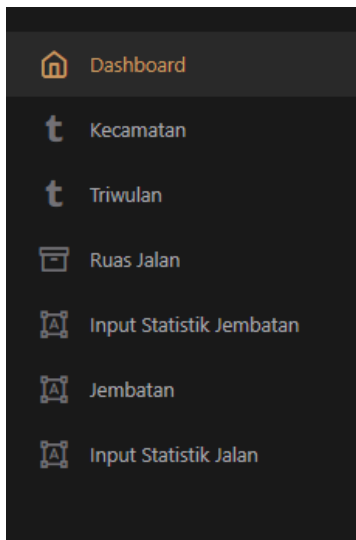 Dashboard
Kecamatan
Triwulan
Ruas Jalan
Input Statistik Jembatan
Jembatan
Input Statistik Jalan